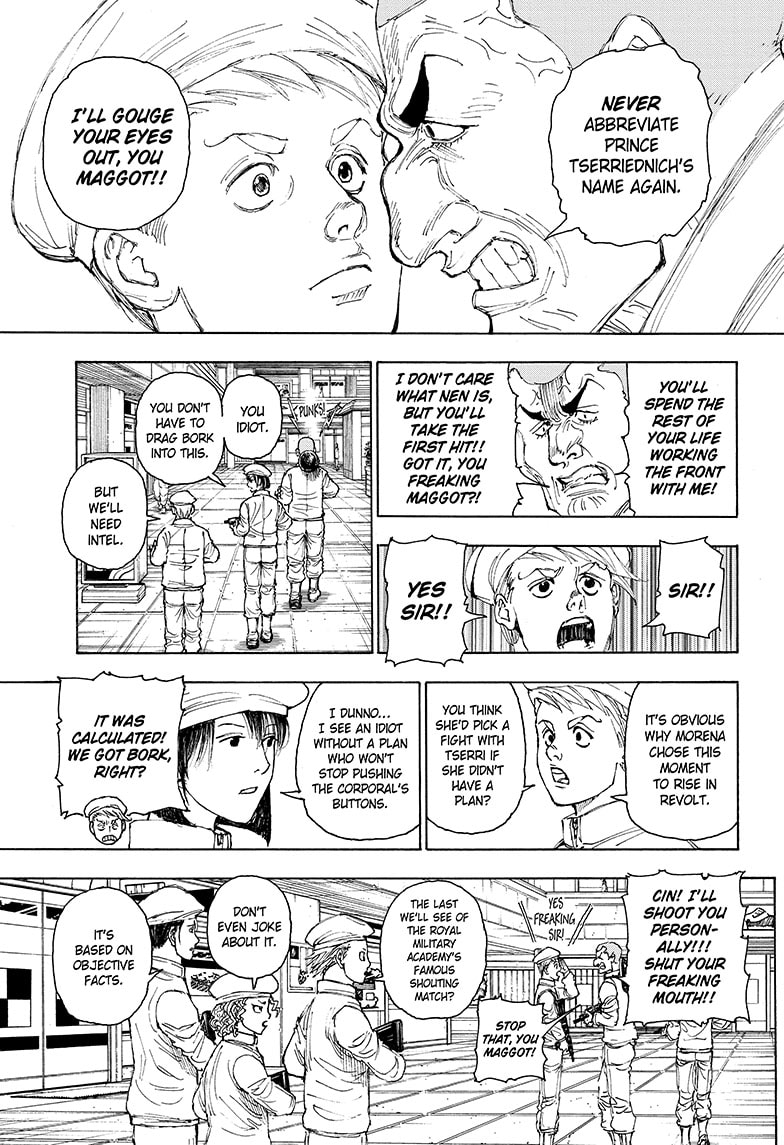 NEVER
ABBREVIATE
PRINCE
TSERRIEDNICH'S
NAME AGAIN.
I'LL GOUGE
YOUR EYES
OUT, YOU
MAGGOT!!
YOU'LL
SPEND THE
REST OF
YOUR LIFE
WORKING
THE FRONT
WITH ME!
I DON'T CARE
WHAT NEN IS,
BUT YOU'LL
TAKE THE
FIRST HIT!!
GOT IT, YOU
FREAKING
MAGGOT?!
SIR!!
YES
SIR!!
PUNKS!
YOU
IDIOT.
YOU DON'T
HAVE TO
DRAG BORK
INTO THIS.
BUT
WE'LL
NEED
INTEL.
IT'S OBVIOUS
WHY MORENA
CHOSE THIS
MOMENT
TO RISE IN
REVOLT.
YOU THINK
SHE'D PICK A
FIGHT WITH
TSERRI IF
SHE DIDN'T
HAVE A
PLAN?
I DUNNO...
I SEE AN IDIOT
WITHOUT A PLAN
WHO WON'T
STOP PUSHING
THE CORPORAL'S
BUTTONS.
IT WAS
CALCULATED!
WE GOT BORK,
RIGHT?
CIN! I'LL
SHOOT YOU
PERSON-
ALLY!!!
SHUT YOUR
FREAKING
MOUTH!!
YES
FREAKING
SIR!
STOP
THAT, YOU
MAGGOT!
THE LAST
WE'LL SEE OF
THE ROYAL
MILITARY
ACADEMY'S
FAMOUS
SHOUTING
MATCH?
DON'T
EVEN JOKE
ABOUT IT.
IT'S
BASED ON
OBJECTIVE
FACTS.